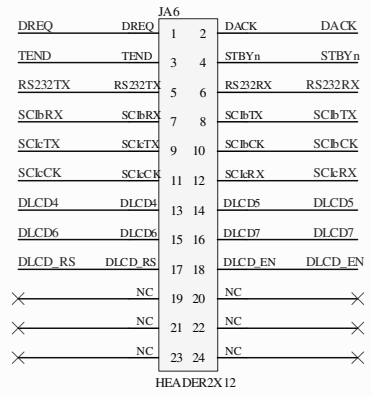 JA6
DREQ DREQ 1 2 DACK DACK
TEND TEND 3 4 STBYn STBYn
RS232TX RS232TX 5 6 RS232RX RS232RX
SCIbRX SCIbRX 7 8 SCIbTX SCIbTX
SCIcTX SCIcTX 9 10 SCIbCK SCIbCK
SCIcCK SCIcCK 11 12 SCIcRX SCIcRX
DLCD4 DLCD4 13 14 DLCD5 DLCD5
DLCD6 DLCD6 15 16 DLCD7 DLCD7
DLCD_RS DLCD_RS 17 18 DLCD_EN DLCD_EN
NC 19 20 NC
NC 21 22 NC
NC 23 24 NC
HEADER2X12